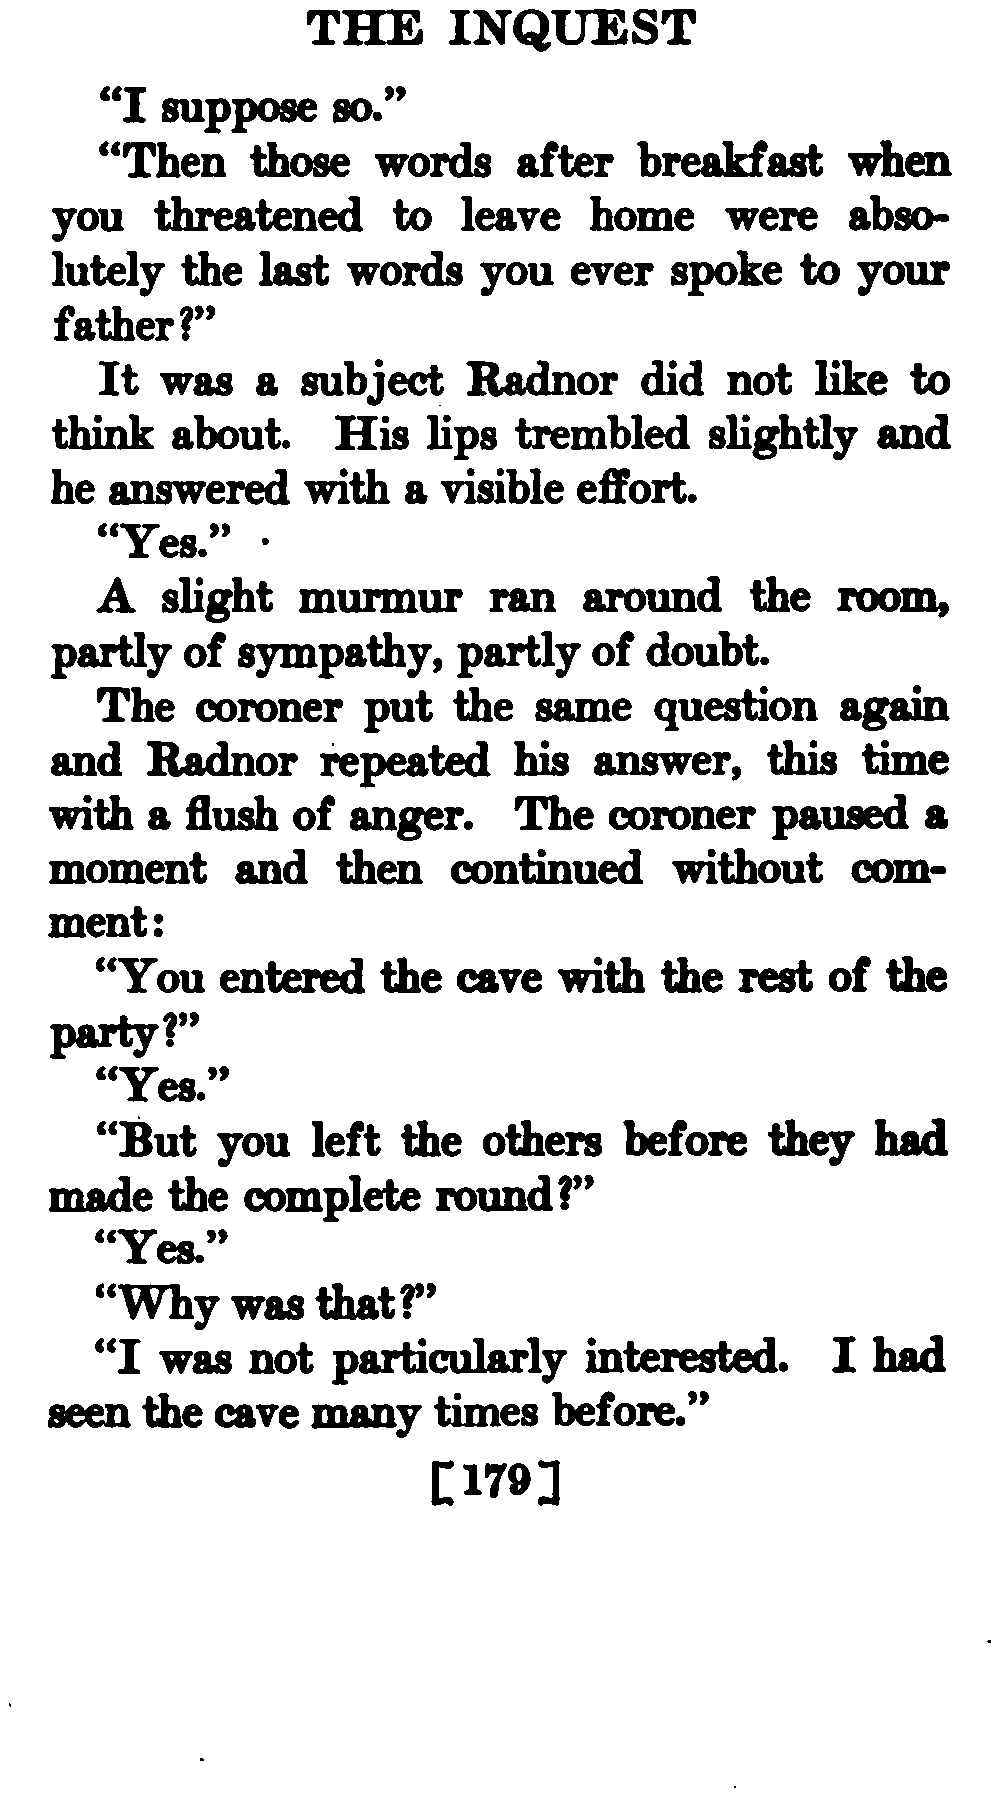 THE INQUEST
“I suppose so.”
“Then those words after breakfast when
you threatened to leave home were abso-
lutely the last words you ever spoke to your
father?”
It was a subject Radnor did not like to
think about. His lips trembled slightly and
he answered with a visible effort.
“Yes.”
A slight murmur ran around the room,
partly of sympathy, partly of doubt.
The coroner put the same question again
and Radnor repeated his answer, this time
with a flush of anger. The coroner paused a
moment and then continued without com-
ment:
“You entered the cave with the rest of the
party?”
“Yes.”
“But you left the others before they had
made the complete round?”
“Yes.”
“Why was that?”
“I was not particularly interested. I had
seen the cave many times before.”
[179]